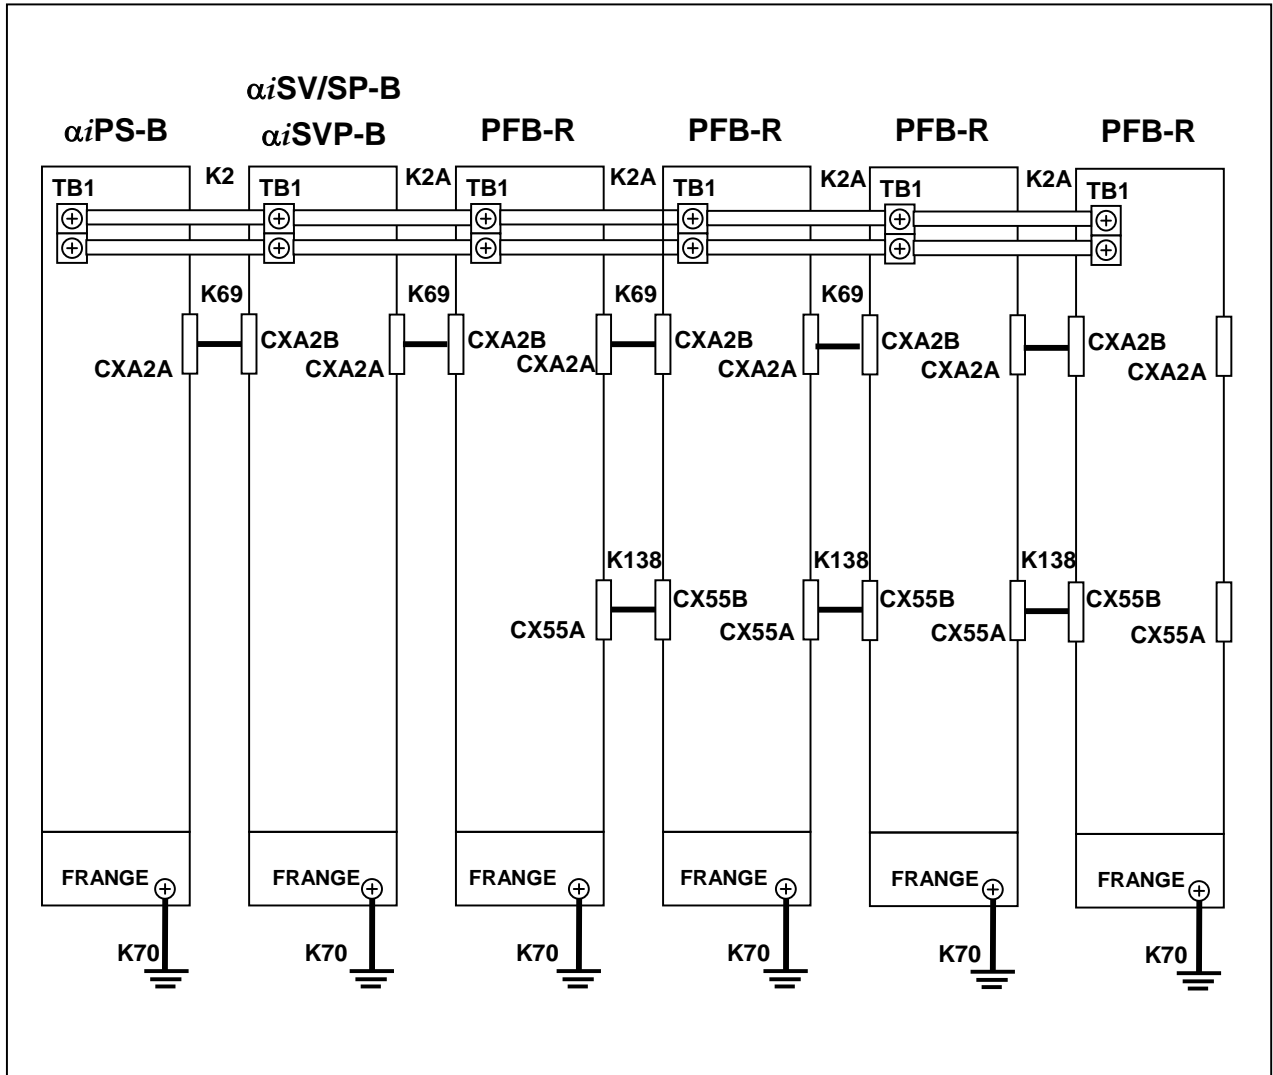 αiSV/SP-B
αiPS-B αiSVP-B PFB-R PFB-R PFB-R PFB-R
K2 K2A K2A K2A K2A
TB1 TB1 TB1 TB1 TB1 TB1
K69 K69 K69 K69
CXA2B CXA2B CXA2B CXA2B CXA2B
CXA2A CXA2A CXA2A CXA2A CXA2A CXA2A
K138 K138 K138
CX55B CX55B CX55B
CX55A CX55A CX55A CX55A
FRANGE FRANGE FRANGE FRANGE FRANGE FRANGE
K70 K70 K70 K70 K70 K70